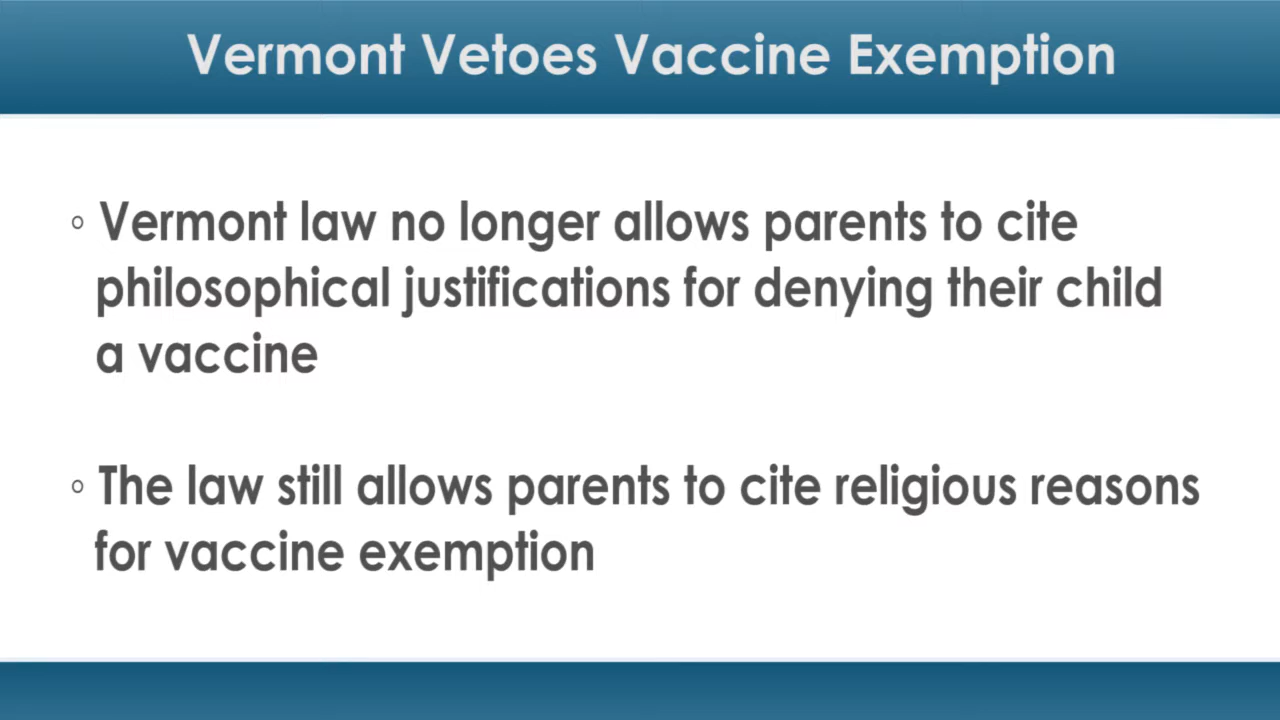 Vermont Vetoes Vaccine Exemption
◦ Vermont law no longer allows parents to cite
philosophical justifications for denying their child
a vaccine
◦ The law still allows parents to cite religious reasons
for vaccine exemption